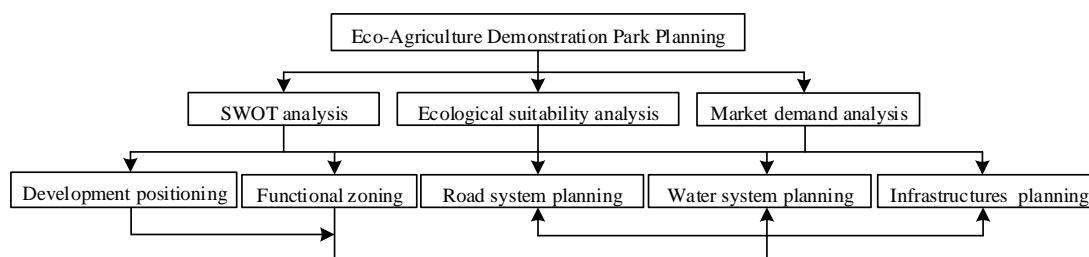 Eco-Agriculture Demonstration Park Planning
SWOT analysis
Ecological suitability analysis
Market demand analysis
Development positioning
Functional zoning
Road system planning
Water system planning
Infrastructures planning